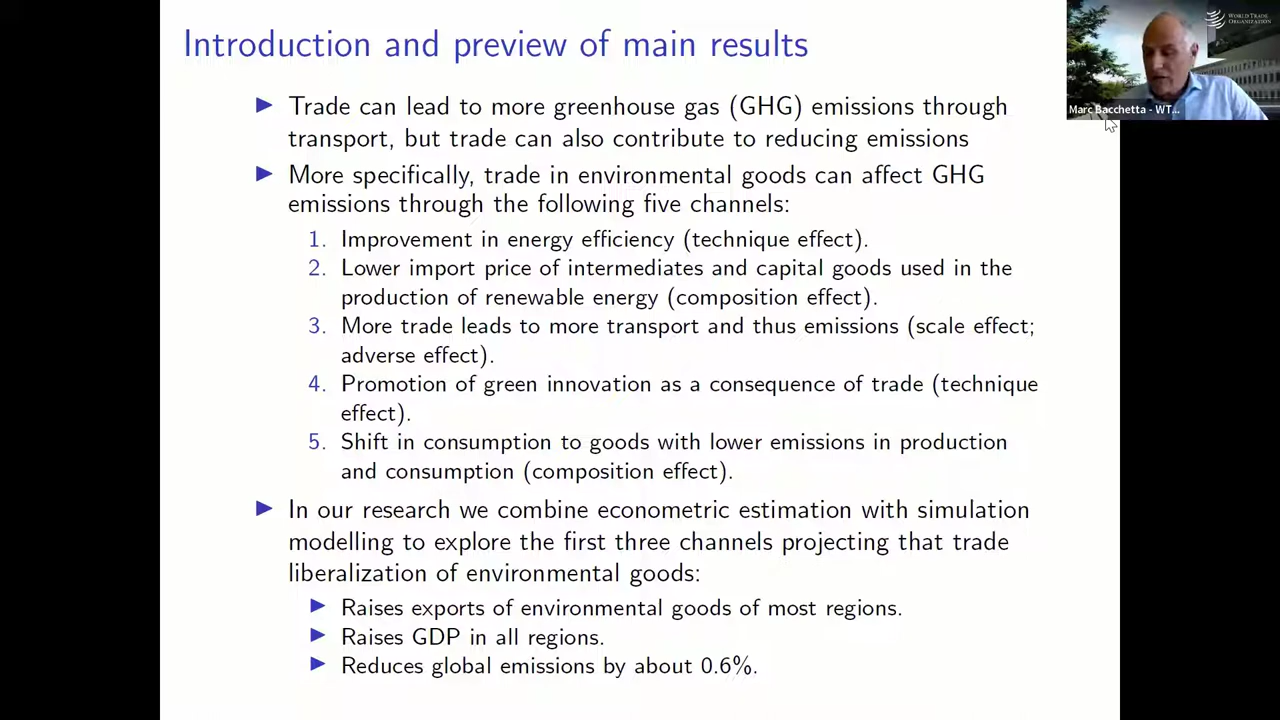 Introduction and preview of main results
WORLD TRADE
ORGANIZATION
Marc Bacchetta - WT...
Trade can lead to more greenhouse gas (GHG) emissions through
transport, but trade can also contribute to reducing emissions
More specifically, trade in environmental goods can affect GHG
emissions through the following five channels:
1. Improvement in energy efficiency (technique effect).
2. Lower import price of intermediates and capital goods used in the
production of renewable energy (composition effect).
3. More trade leads to more transport and thus emissions (scale effect;
adverse effect).
4. Promotion of green innovation as a consequence of trade (technique
effect).
5. Shift in consumption to goods with lower emissions in production
and consumption (composition effect).
In our research we combine econometric estimation with simulation
modelling to explore the first three channels projecting that trade
liberalization of environmental goods:
Raises exports of environmental goods of most regions.
Raises GDP in all regions.
Reduces global emissions by about 0.6%.